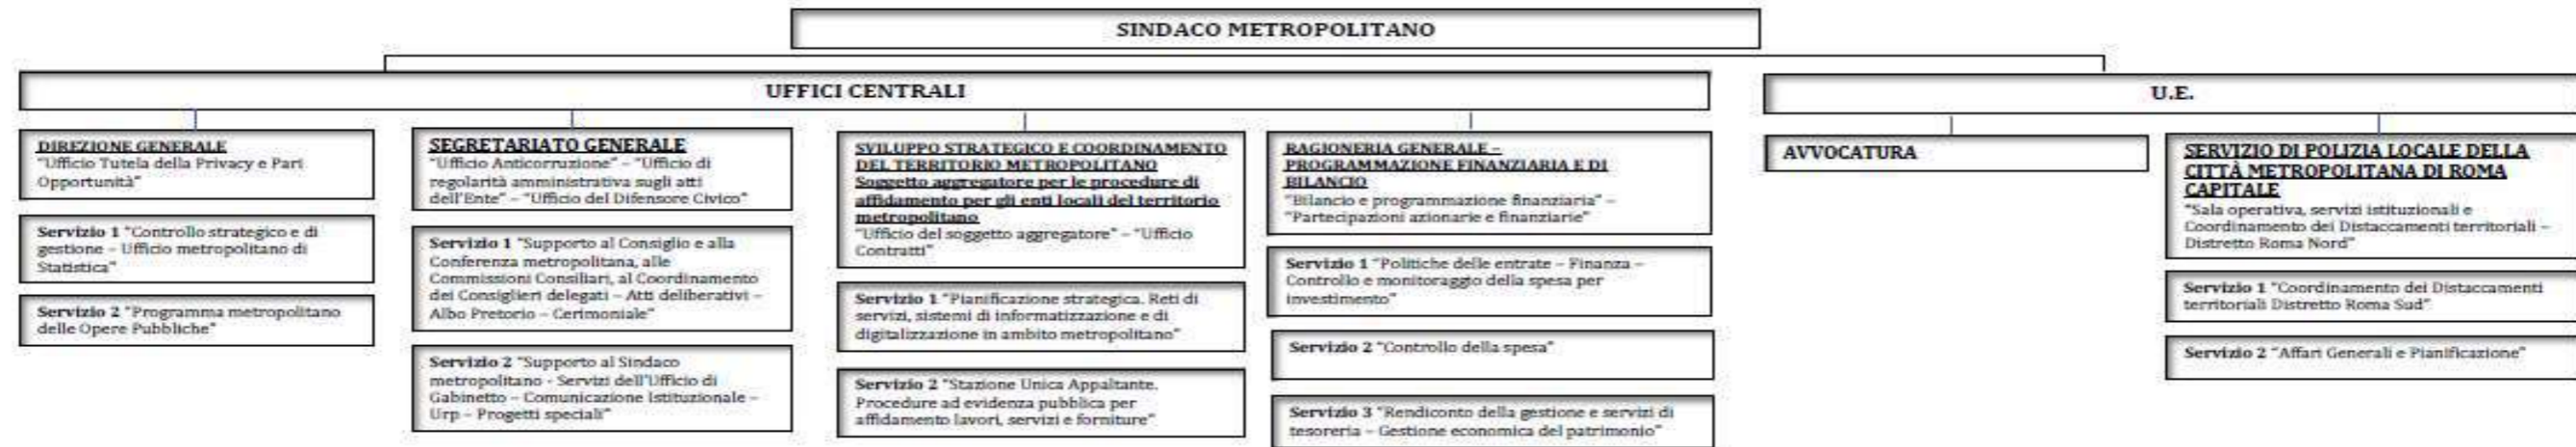 SINDACO METROPOLITANO
UFFICI CENTRALI
U.E.
DIREZIONE GENERALE
"Ufficio Tutela della Privacy e Pari
Opportunità"
Servizio 1 "Controllo strategico e di
gestione – Ufficio metropolitano di
Statistica"
Servizio 2 "Programma metropolitano
delle Opere Pubbliche"
SEGRETARIATO GENERALE
"Ufficio Anticorruzione" – "Ufficio di
regolarità amministrativa sugli atti
dell'Ente" – "Ufficio del Difensore Civico"
Servizio 1 "Supporto al Consiglio e alla
Conferenza metropolitana, alle
Commissioni Consiliari, al Coordinamento
dei Consiglieri delegati – Atti deliberativi –
Albo Pretorio – Cerimoniale"
Servizio 2 "Supporto al Sindaco
metropolitano - Servizi dell'Ufficio di
Gabinetto – Comunicazione Istituzionale –
Urp – Progetti speciali"
SVILUPPO STRATEGICO E COORDINAMENTO
DEL TERRITORIO METROPOLITANO
Soggetto aggregatore per le procedure di
affidamento per gli enti locali del territorio
metropolitano
"Ufficio del soggetto aggregatore" – "Ufficio
Contratti"
Servizio 1 "Pianificazione strategica. Reti di
servizi, sistemi di informatizzazione e di
digitalizzazione in ambito metropolitano"
Servizio 2 "Stazione Unica Appaltante.
Procedure ad evidenza pubblica per
affidamento lavori, servizi e forniture"
RAGIONERIA GENERALE –
PROGRAMMAZIONE FINANZIARIA E DI
BILANCIO
"Bilancio e programmazione finanziaria" –
"Partecipazioni azionarie e finanziarie"
Servizio 1 "Politiche delle entrate – Finanza –
Controllo e monitoraggio della spesa per
investimento"
Servizio 2 "Controllo della spesa"
Servizio 3 "Rendiconto della gestione e servizi di
tesoreria – Gestione economica del patrimonio"
AVVOCATURA
SERVIZIO DI POLIZIA LOCALE DELLA
CITTÀ METROPOLITANA DI ROMA
CAPITALE
"Sala operativa, servizi istituzionali e
Coordinamento dei Distaccamenti territoriali –
Distretto Roma Nord"
Servizio 1 "Coordinamento dei Distaccamenti
territoriali Distretto Roma Sud"
Servizio 2 "Affari Generali e Pianificazione"